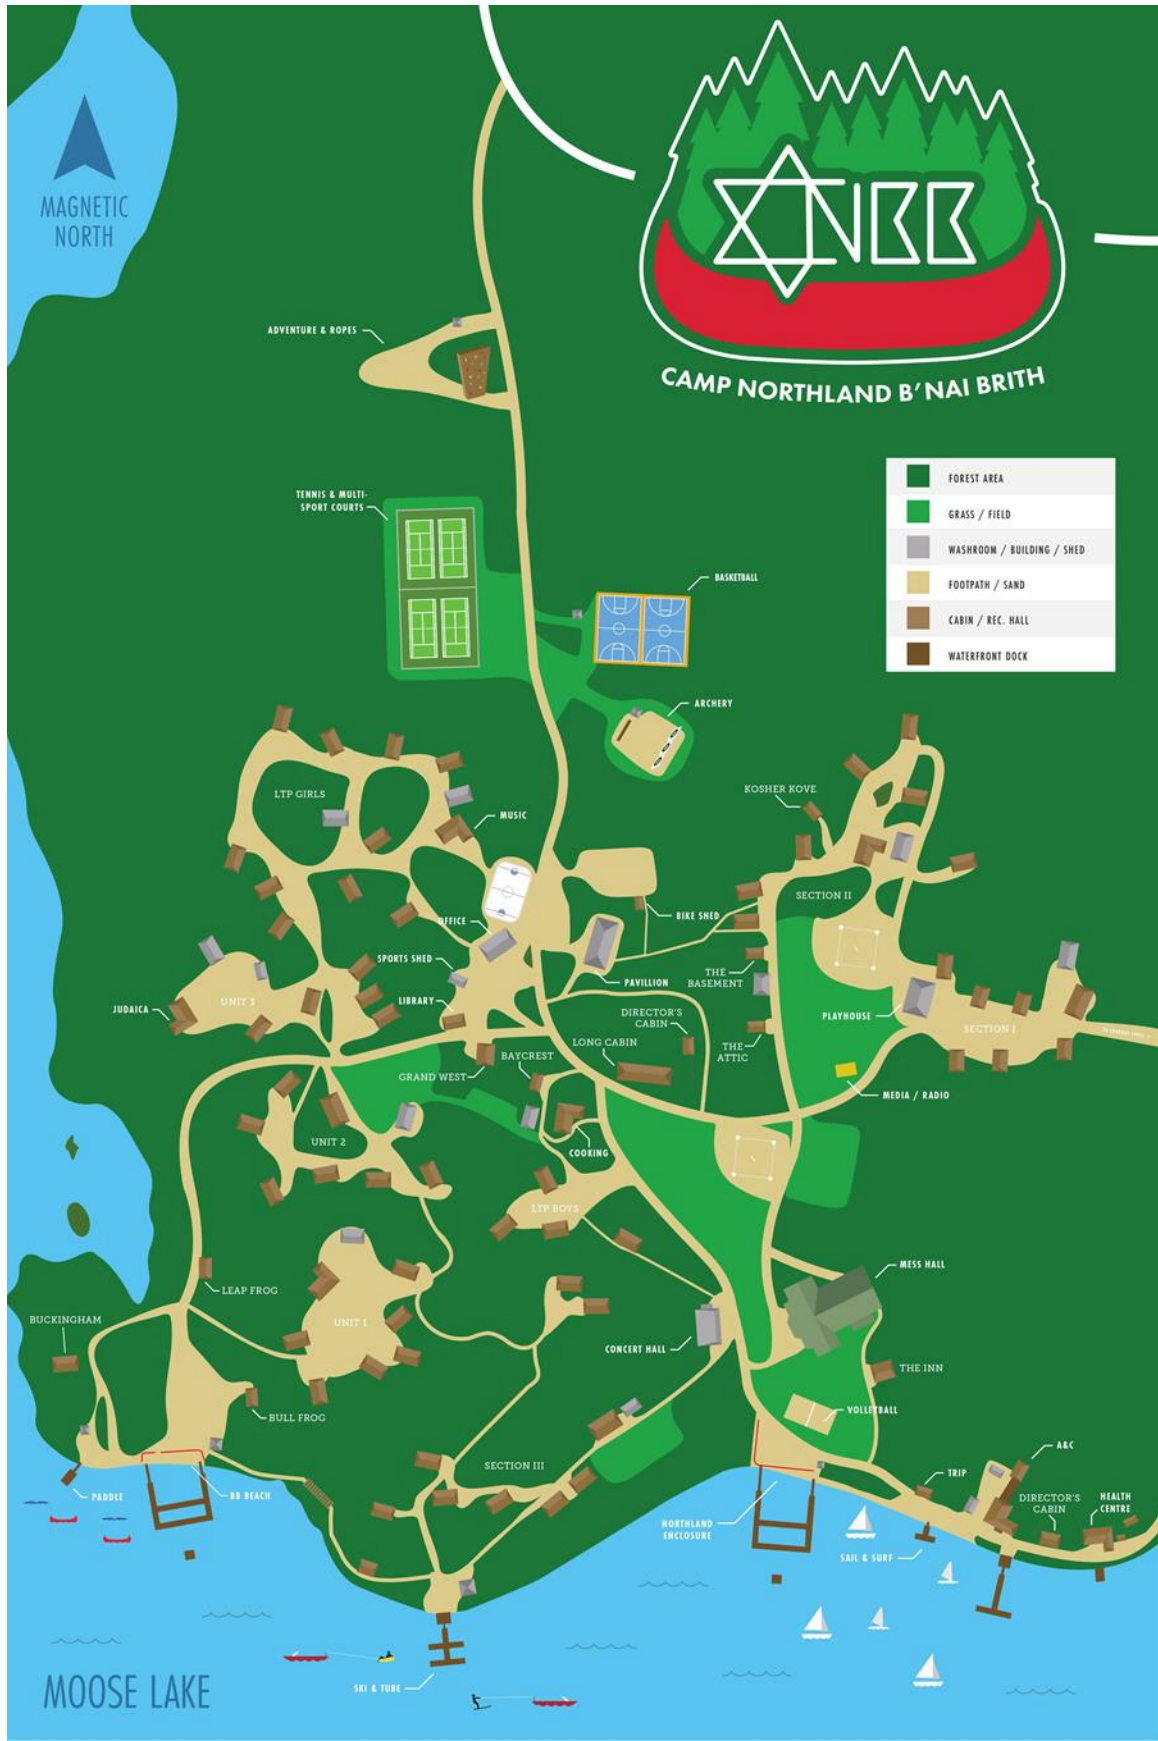 MAGNETIC
NORTH
CNBB
CAMP NORTHLAND B'NAI BRITH
ADVENTURE & ROPES
FOREST AREA
GRASS / FIELD
WASHROOM / BUILDING / SHED
FOOTPATH / SAND
CABIN / REC. HALL
WATERFRONT DOCK
TENNIS & MULTI-
SPORT COURTS
BASKETBALL
ARCHERY
LTP GIRLS
KOSHER KOVE
MUSIC
SECTION II
OFFICE
BIKE SHED
SPORTS SHED
THE
BASEMENT
PAVILLION
UNIT 3
LIBRARY
JUDAICA
DIRECTOR'S
CABIN
PLAYHOUSE
SECTION I
LONG CABIN
THE
ATTIC
BAYCREST
GRAND WEST
MEDIA / RADIO
UNIT 2
COOKING
LTP BOYS
MESS HALL
LEAP FROG
BUCKINGHAM
UNIT 1
CONCERT HALL
THE INN
VOLLEYBALL
BULL FROG
SECTION III
A&C
TRIP
PADDLE
BB BEACH
DIRECTOR'S
CABIN
HEALTH
CENTRE
NORTHLAND
ENCLOSURE
SAIL & SURF
MOOSE LAKE
SKI & TUBE